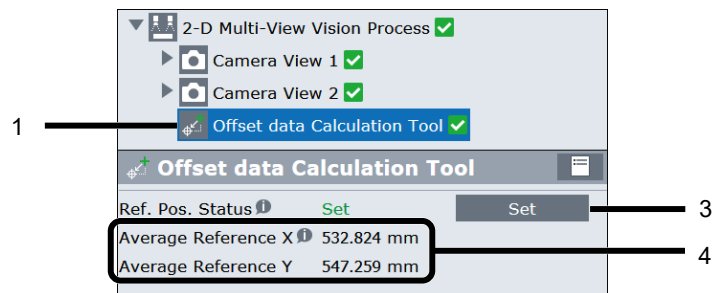 2-D Multi-View Vision Process
Camera View 1
Camera View 2
1
Offset data Calculation Tool
Offset data Calculation Tool
Ref. Pos. Status Set Set 3
Average Reference X 532.824 mm
4
Average Reference Y 547.259 mm